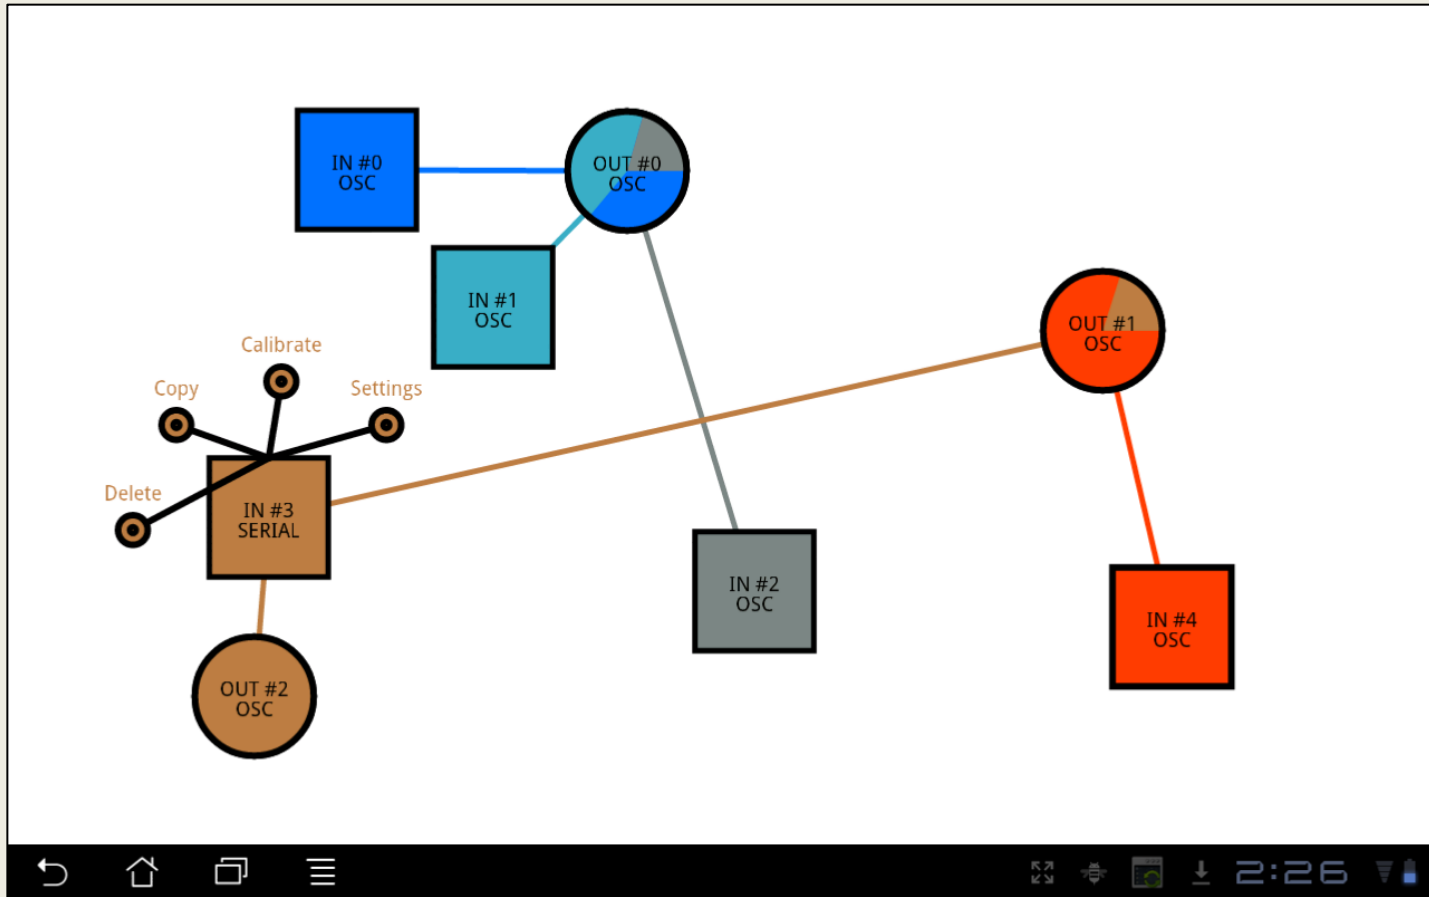 IN #0
OSC
OUT #0
OSC
IN #1
OSC
OUT #1
OSC
Calibrate
Copy
Settings
Delete
IN #3
SERIAL
IN #2
OSC
IN #4
OSC
OUT #2
OSC
2:26